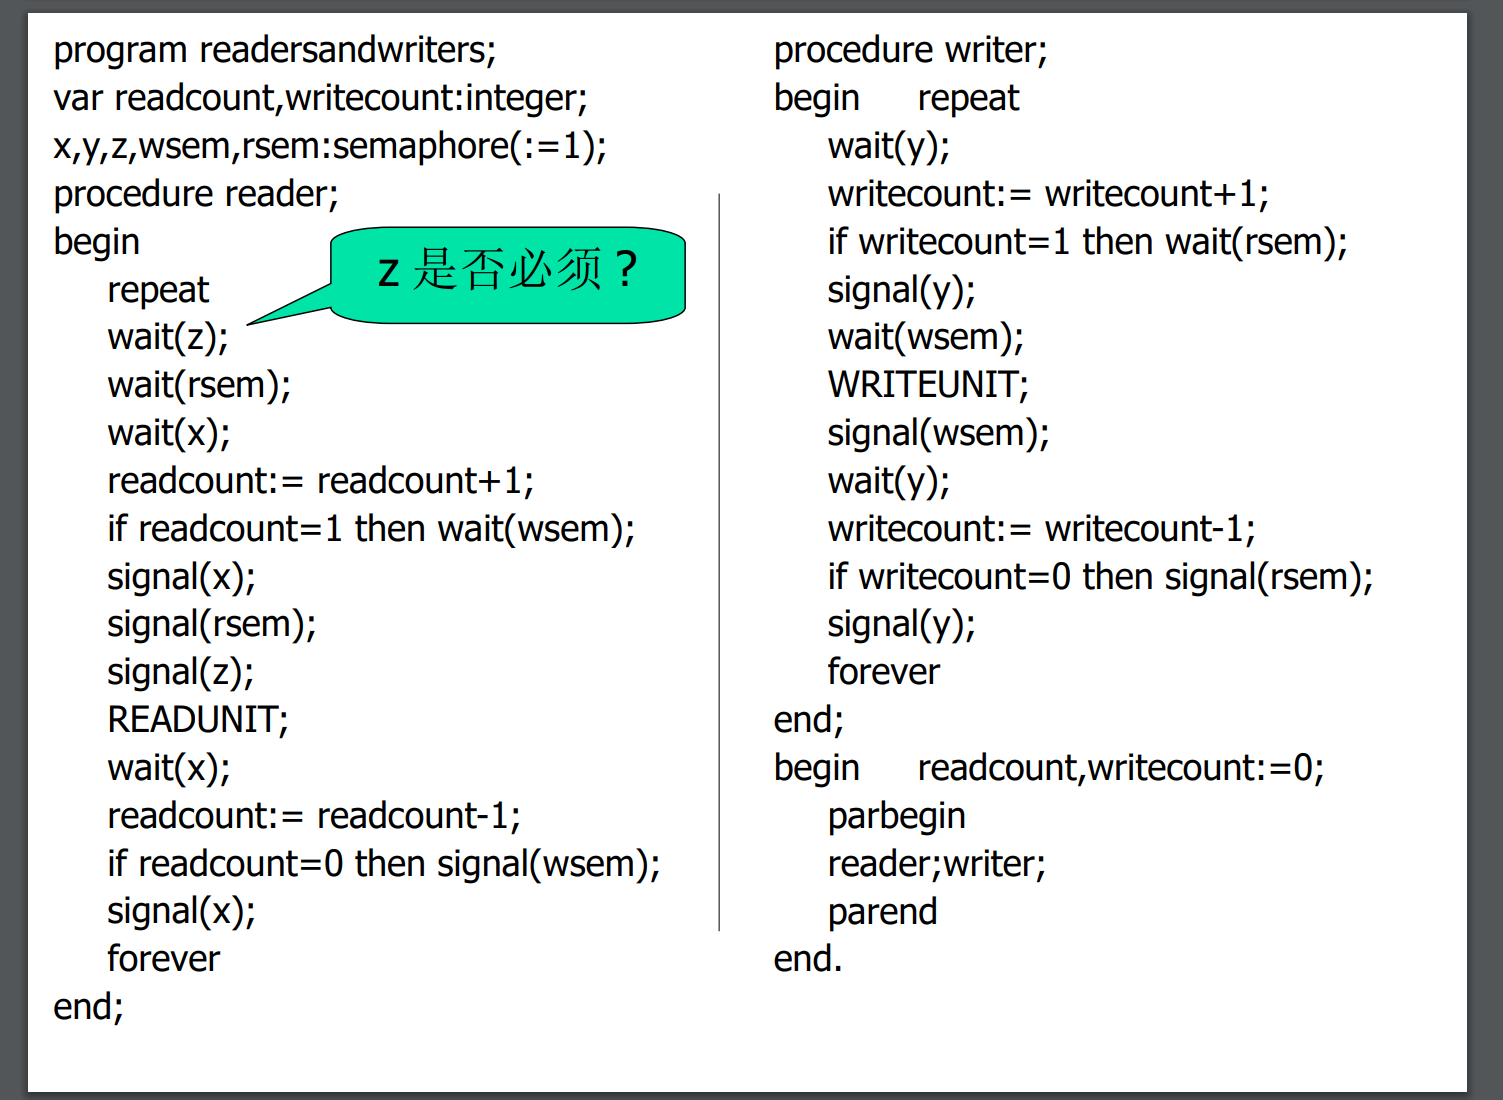 program readersandwriters;
var readcount,writecount:integer;
x,y,z,wsem,rsem:semaphore(:=1);
procedure reader;
begin
repeat
z 是否必须？
wait(z);
wait(rsem);
wait(x);
readcount:= readcount+1;
if readcount=1 then wait(wsem);
signal(x);
signal(rsem);
signal(z);
READUNIT;
wait(x);
readcount:= readcount-1;
if readcount=0 then signal(wsem);
signal(x);
forever
end;
procedure writer;
begin repeat
wait(y);
writecount:= writecount+1;
if writecount=1 then wait(rsem);
signal(y);
wait(wsem);
WRITEUNIT;
signal(wsem);
wait(y);
writecount:= writecount-1;
if writecount=0 then signal(rsem);
signal(y);
forever
end;
begin readcount,writecount:=0;
parbegin
reader;writer;
parend
end.